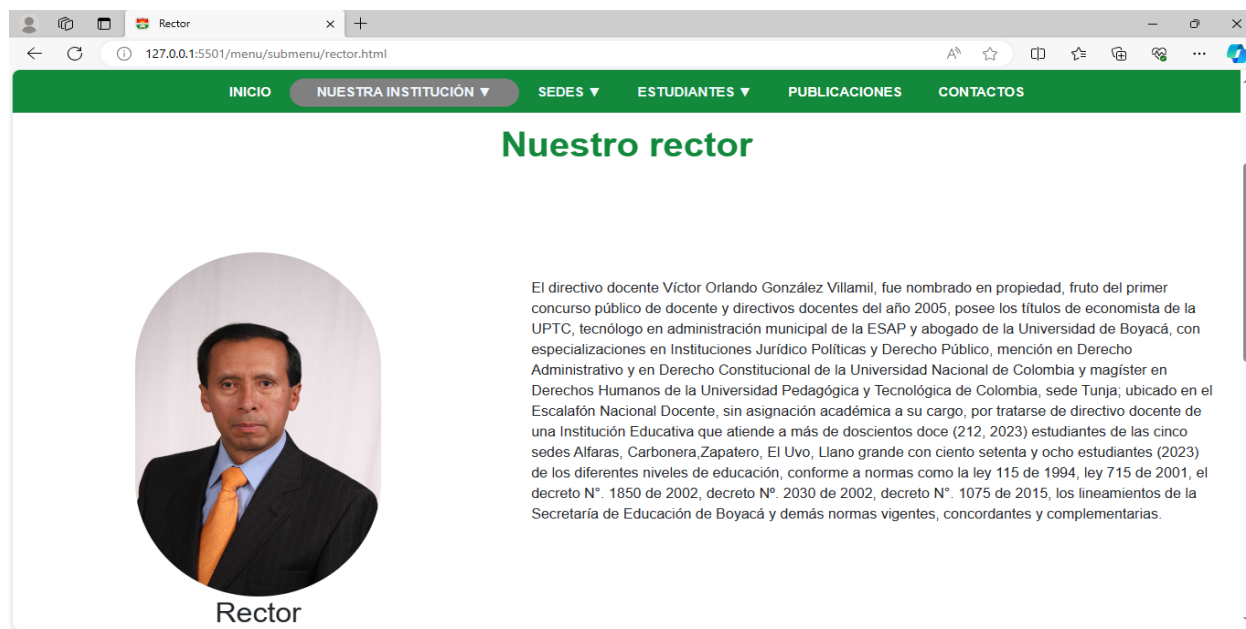 Rector
127.0.0.1:5501/menu/submenu/rector.html
INICIO NUESTRA INSTITUCIÓN ▼ SEDES ▼ ESTUDIANTES ▼ PUBLICACIONES CONTACTOS
Nuestro rector
El directivo docente Víctor Orlando González Villamil, fue nombrado en propiedad, fruto del primer
concurso público de docente y directivos docentes del año 2005, posee los títulos de economista de la
UPTC, tecnólogo en administración municipal de la ESAP y abogado de la Universidad de Boyacá, con
especializaciones en Instituciones Jurídico Políticas y Derecho Público, mención en Derecho
Administrativo y en Derecho Constitucional de la Universidad Nacional de Colombia y magíster en
Derechos Humanos de la Universidad Pedagógica y Tecnológica de Colombia, sede Tunja; ubicado en el
Escalafón Nacional Docente, sin asignación académica a su cargo, por tratarse de directivo docente de
una Institución Educativa que atiende a más de doscientos doce (212, 2023) estudiantes de las cinco
sedes Alfaras, Carbonera,Zapatero, El Uvo, Llano grande con ciento setenta y ocho estudiantes (2023)
de los diferentes niveles de educación, conforme a normas como la ley 115 de 1994, ley 715 de 2001, el
decreto N°. 1850 de 2002, decreto Nº. 2030 de 2002, decreto N°. 1075 de 2015, los lineamientos de la
Secretaría de Educación de Boyacá y demás normas vigentes, concordantes y complementarias.
Rector